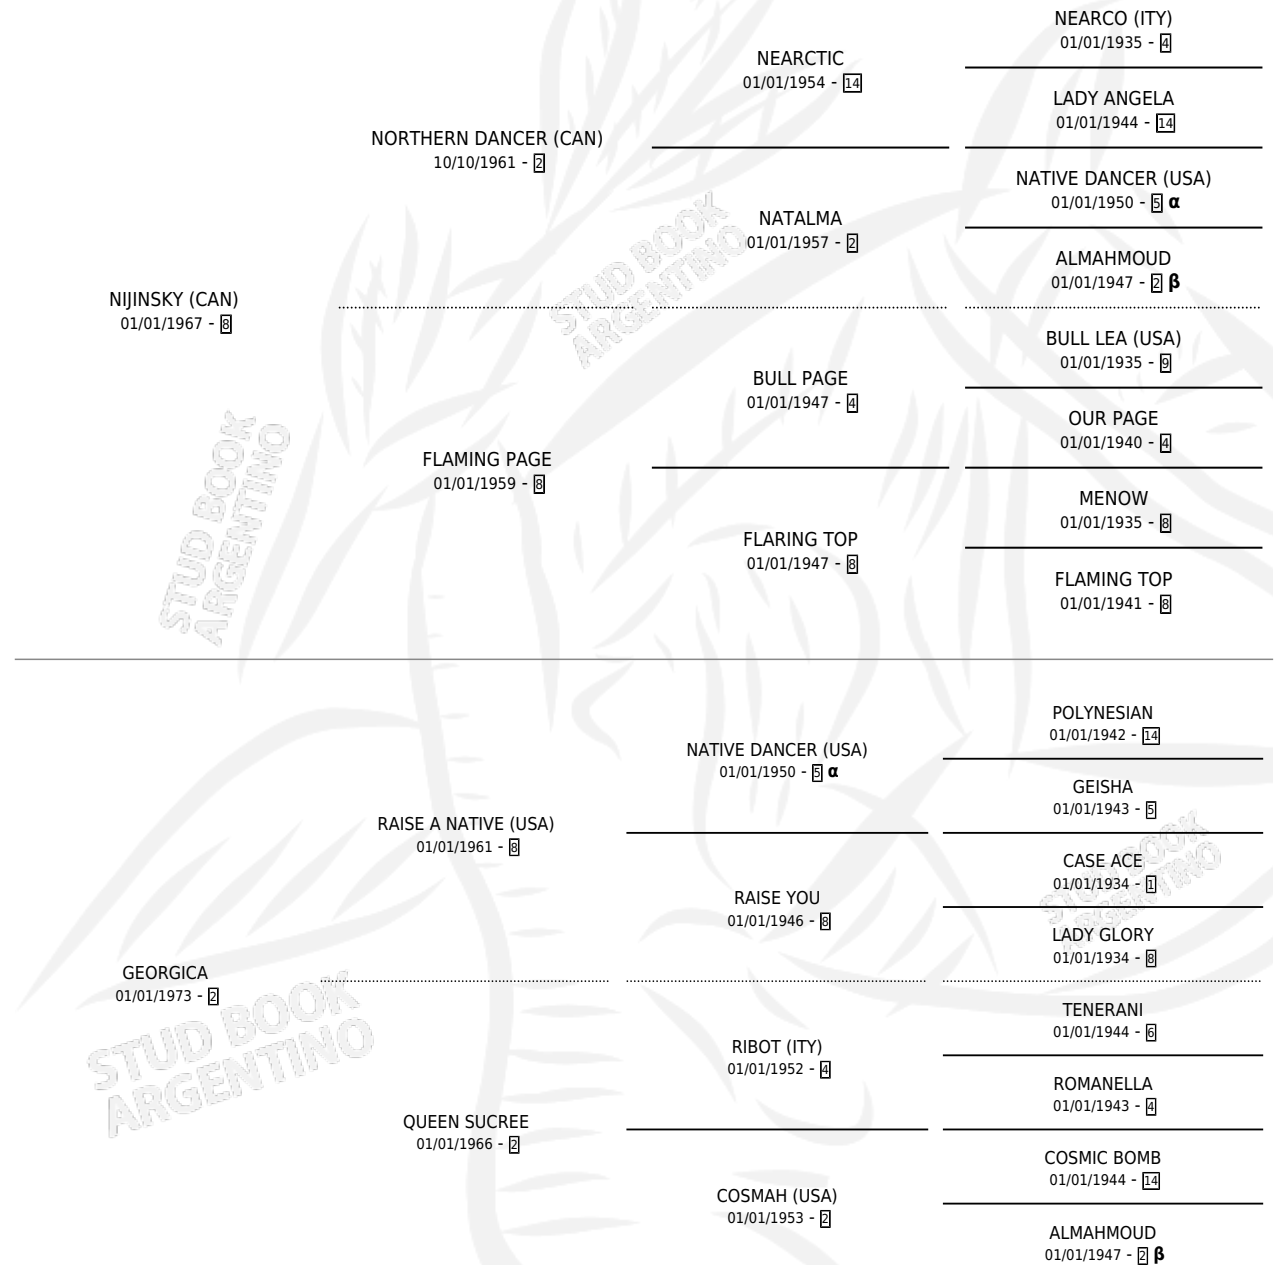 NIJINSKY (CAN)
01/01/1967 - 8
NORTHERN DANCER (CAN)
10/10/1961 - 2
NEARCTIC
01/01/1954 - 14
NEARCO (ITY)
01/01/1935 - 4
LADY ANGELA
01/01/1944 - 14
NATALMA
01/01/1957 - 2
NATIVE DANCER (USA)
01/01/1950 - 5 α
ALMAHMOUD
01/01/1947 - 2 β
FLAMING PAGE
01/01/1959 - 8
BULL PAGE
01/01/1947 - 4
BULL LEA (USA)
01/01/1935 - 9
OUR PAGE
01/01/1940 - 4
FLARING TOP
01/01/1947 - 8
MENOW
01/01/1935 - 8
FLAMING TOP
01/01/1941 - 8
GEORGICA
01/01/1973 - 2
RAISE A NATIVE (USA)
01/01/1961 - 8
NATIVE DANCER (USA)
01/01/1950 - 5 α
POLYNESIAN
01/01/1942 - 14
GEISHA
01/01/1943 - 5
RAISE YOU
01/01/1946 - 8
CASE ACE
01/01/1934 - 1
LADY GLORY
01/01/1934 - 8
QUEEN SUCREE
01/01/1966 - 2
RIBOT (ITY)
01/01/1952 - 4
TENERANI
01/01/1944 - 6
ROMANELLA
01/01/1943 - 4
COSMAH (USA)
01/01/1953 - 2
COSMIC BOMB
01/01/1944 - 14
ALMAHMOUD
01/01/1947 - 2 β
STUD BOOK
ARGENTINO
STUD BOOK
ARGENTINO
STUD BOOK
ARGENTINO
STUD BOOK
ARGENTINO